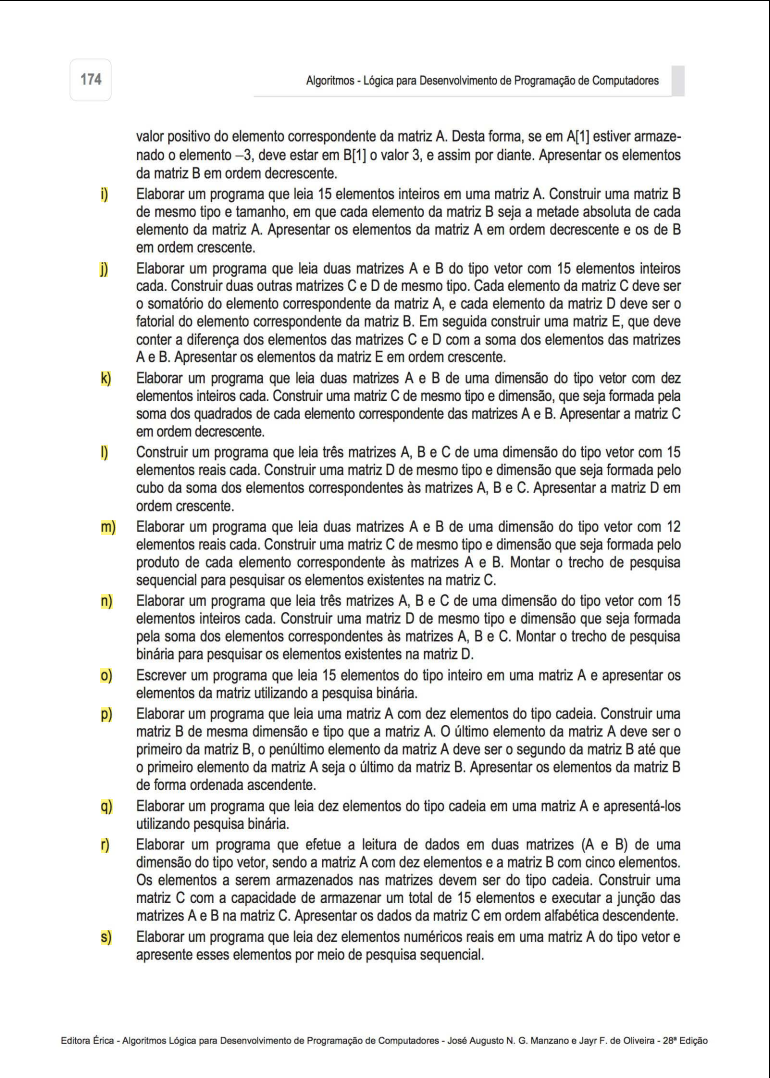 174
Algoritmos - Lógica para Desenvolvimento de Programação de Computadores
valor positivo do elemento correspondente da matriz A. Desta forma, se em A[1] estiver armaze-
nado o elemento –3, deve estar em B[1] o valor 3, e assim por diante. Apresentar os elementos
da matriz B em ordem decrescente.
i) Elaborar um programa que leia 15 elementos inteiros em uma matriz A. Construir uma matriz B
de mesmo tipo e tamanho, em que cada elemento da matriz B seja a metade absoluta de cada
elemento da matriz A. Apresentar os elementos da matriz A em ordem decrescente e os de B
em ordem crescente.
j) Elaborar um programa que leia duas matrizes A e B do tipo vetor com 15 elementos inteiros
cada. Construir duas outras matrizes C e D de mesmo tipo. Cada elemento da matriz C deve ser
o somatório do elemento correspondente da matriz A, e cada elemento da matriz D deve ser o
fatorial do elemento correspondente da matriz B. Em seguida construir uma matriz E, que deve
conter a diferença dos elementos das matrizes C e D com a soma dos elementos das matrizes
A e B. Apresentar os elementos da matriz E em ordem crescente.
k) Elaborar um programa que leia duas matrizes A e B de uma dimensão do tipo vetor com dez
elementos inteiros cada. Construir uma matriz C de mesmo tipo e dimensão, que seja formada pela
soma dos quadrados de cada elemento correspondente das matrizes A e B. Apresentar a matriz C
em ordem decrescente.
l) Construir um programa que leia três matrizes A, B e C de uma dimensão do tipo vetor com 15
elementos reais cada. Construir uma matriz D de mesmo tipo e dimensão que seja formada pelo
cubo da soma dos elementos correspondentes às matrizes A, B e C. Apresentar a matriz D em
ordem crescente.
m) Elaborar um programa que leia duas matrizes A e B de uma dimensão do tipo vetor com 12
elementos reais cada. Construir uma matriz C de mesmo tipo e dimensão que seja formada pelo
produto de cada elemento correspondente às matrizes A e B. Montar o trecho de pesquisa
sequencial para pesquisar os elementos existentes na matriz C.
n) Elaborar um programa que leia três matrizes A, B e C de uma dimensão do tipo vetor com 15
elementos inteiros cada. Construir uma matriz D de mesmo tipo e dimensão que seja formada
pela soma dos elementos correspondentes às matrizes A, B e C. Montar o trecho de pesquisa
binária para pesquisar os elementos existentes na matriz D.
o) Escrever um programa que leia 15 elementos do tipo inteiro em uma matriz A e apresentar os
elementos da matriz utilizando a pesquisa binária.
p) Elaborar um programa que leia uma matriz A com dez elementos do tipo cadeia. Construir uma
matriz B de mesma dimensão e tipo que a matriz A. O último elemento da matriz A deve ser o
primeiro da matriz B, o penúltimo elemento da matriz A deve ser o segundo da matriz B até que
o primeiro elemento da matriz A seja o último da matriz B. Apresentar os elementos da matriz B
de forma ordenada ascendente.
q) Elaborar um programa que leia dez elementos do tipo cadeia em uma matriz A e apresentá-los
utilizando pesquisa binária.
r) Elaborar um programa que efetue a leitura de dados em duas matrizes (A e B) de uma
dimensão do tipo vetor, sendo a matriz A com dez elementos e a matriz B com cinco elementos.
Os elementos a serem armazenados nas matrizes devem ser do tipo cadeia. Construir uma
matriz C com a capacidade de armazenar um total de 15 elementos e executar a junção das
matrizes A e B na matriz C. Apresentar os dados da matriz C em ordem alfabética descendente.
s) Elaborar um programa que leia dez elementos numéricos reais em uma matriz A do tipo vetor e
apresente esses elementos por meio de pesquisa sequencial.
Editora Érica - Algoritmos Lógica para Desenvolvimento de Programação de Computadores - José Augusto N. G. Manzano e Jayr F. de Oliveira - 28ª Edição